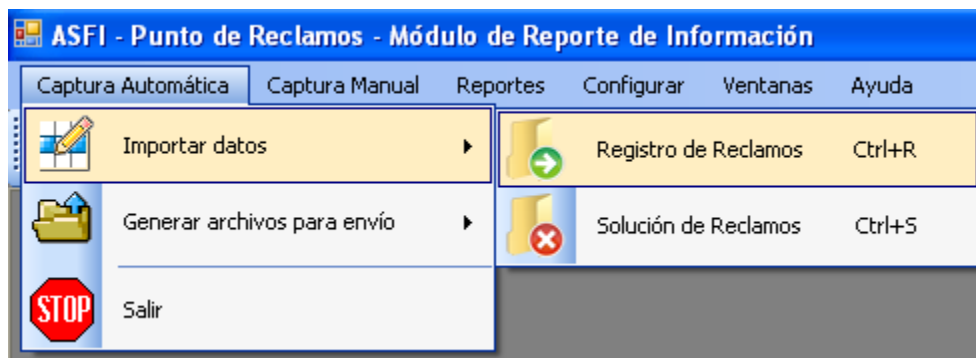 ASFI - Punto de Reclamos - Módulo de Reporte de Información
Captura Automática Captura Manual Reportes Configurar Ventanas Ayuda
Importar datos Registro de Reclamos Ctrl+R
Generar archivos para envío Solución de Reclamos Ctrl+S
STOP Salir